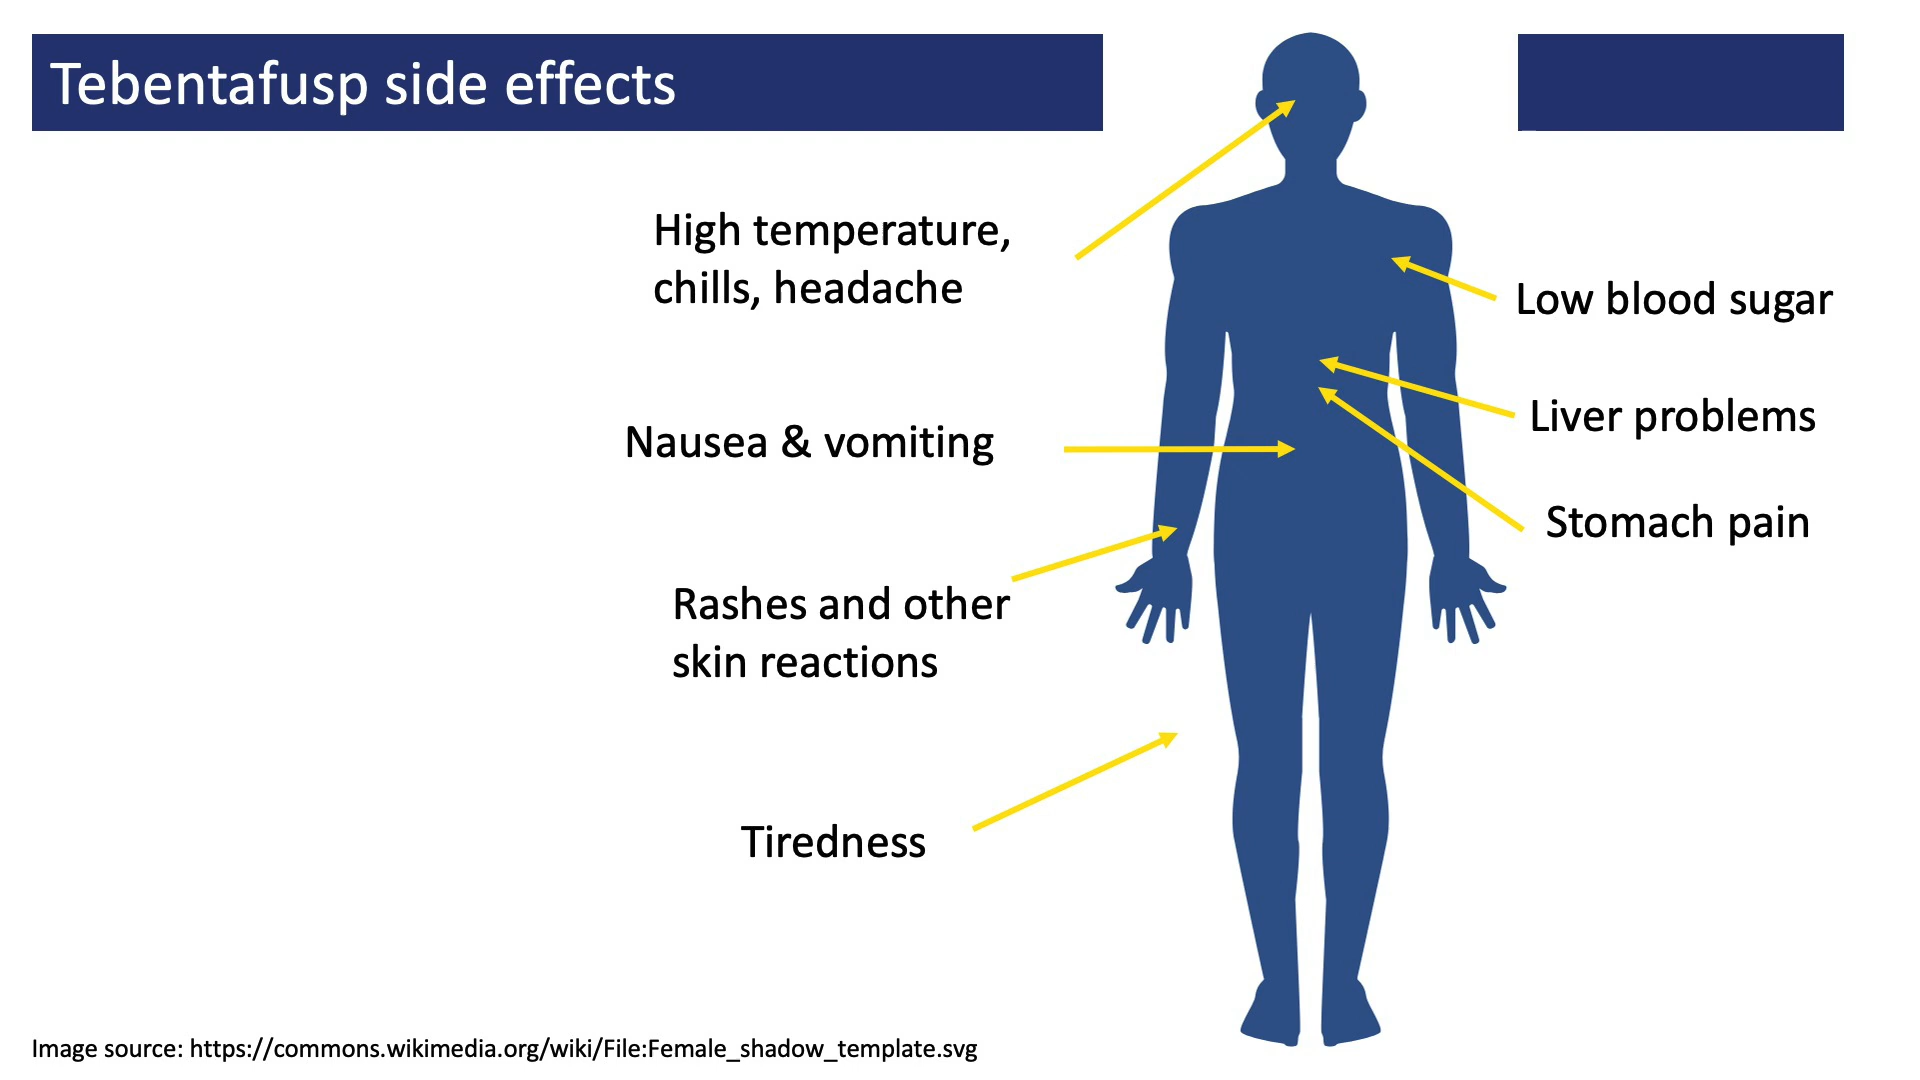 Tebentafusp side effects
High temperature,
chills, headache
Low blood sugar
Liver problems
Nausea & vomiting
Stomach pain
Rashes and other
skin reactions
Tiredness
Image source: https://commons.wikimedia.org/wiki/File:Female_shadow_template.svg